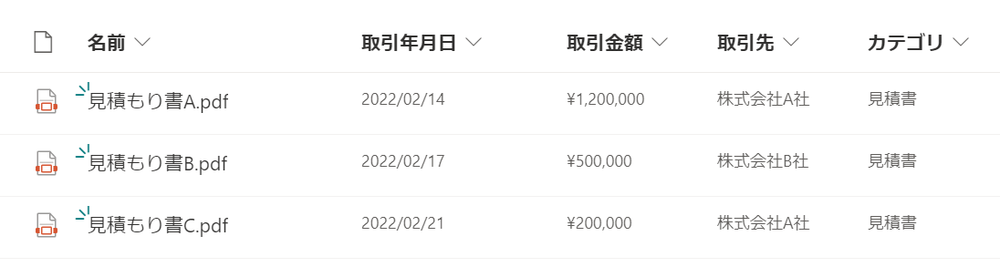 名前 取引年月日 取引金額 取引先 カテゴリ
見積もり書A.pdf 2022/02/14 ¥1,200,000 株式会社A社 見積書
見積もり書B.pdf 2022/02/17 ¥500,000 株式会社B社 見積書
見積もり書C.pdf 2022/02/21 ¥200,000 株式会社A社 見積書